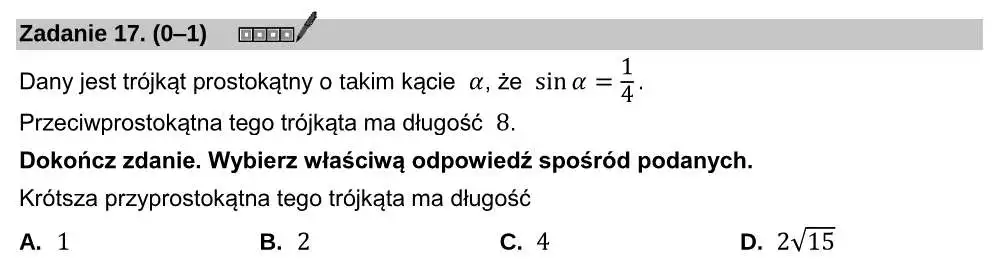 Zadanie 17. (0–1)
Dany jest trójkąt prostokątny o takim kącie α, że sin α = 1/4.
Przeciwprostokątna tego trójkąta ma długość 8.
Dokończ zdanie. Wybierz właściwą odpowiedź spośród podanych.
Krótsza przyprostokątna tego trójkąta ma długość
A. 1 B. 2 C. 4 D. 2√15